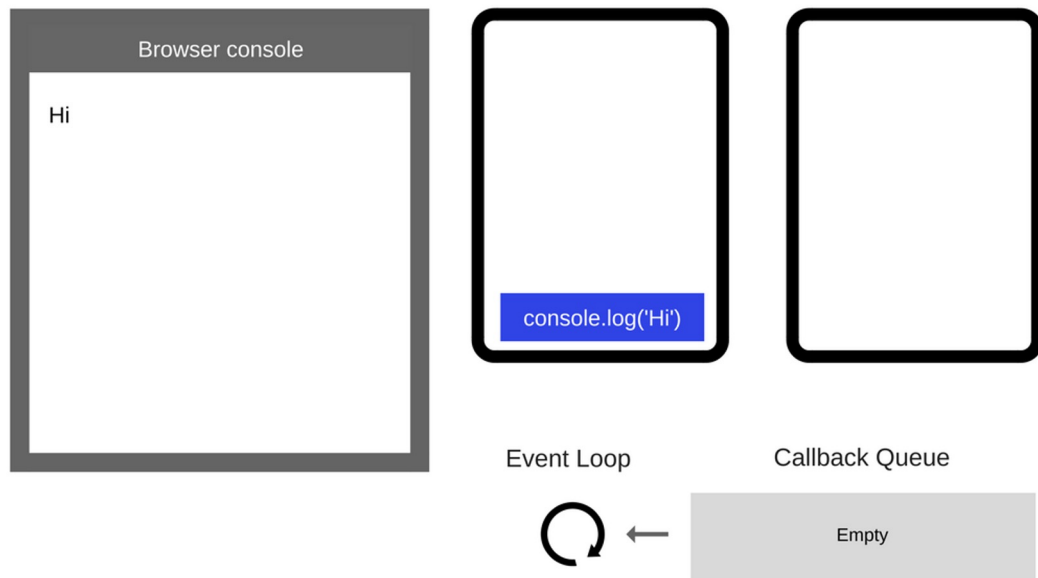 Browser console
Hi
console.log('Hi')
Event Loop
Callback Queue
Empty